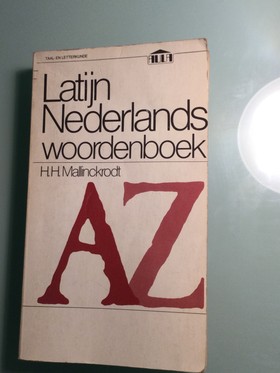 TAAL EN LETTERKUNDE
AULA
Latijn
Nederlands
woordenboek
H.H. Mallinckrodt
AZ